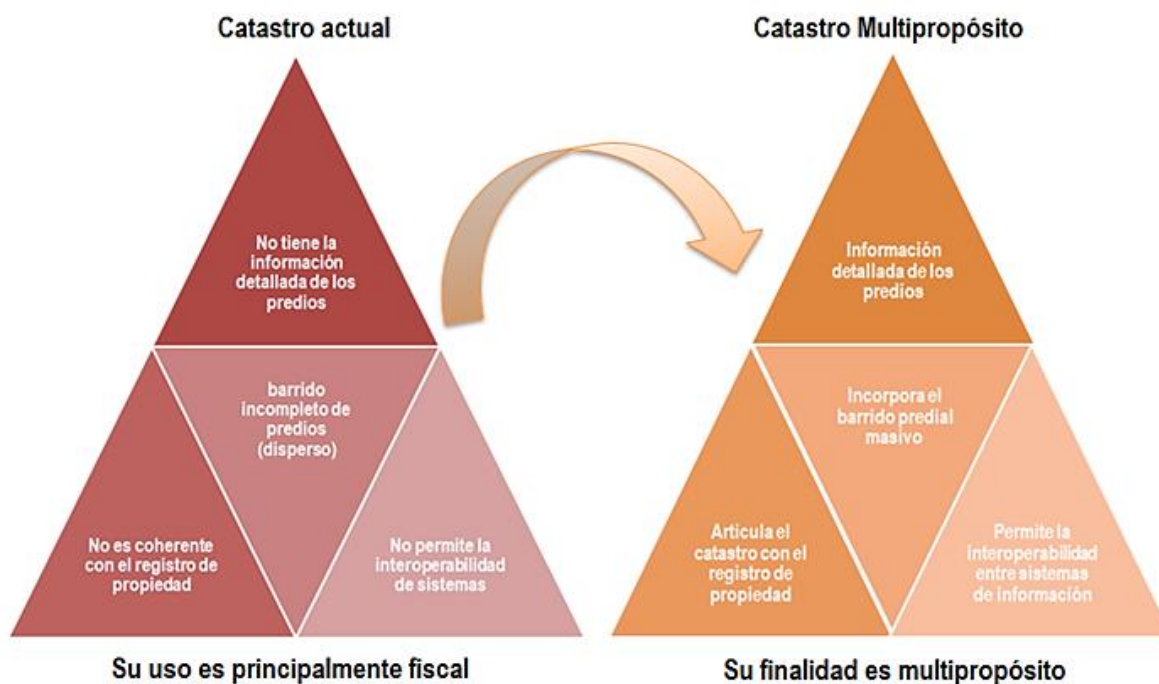 Catastro actual
No tiene la
información
detallada de los
predios
barrido
incompleto de
predios
(disperso)
No es coherente
con el registro de
propiedad
No permite la
interoperabilidad
de sistemas
Su uso es principalmente fiscal
Catastro Multipropósito
Información
detallada de los
predios
Incorpora el
barrido predial
masivo
Articula el
catastro con el
registro de
propiedad
Permite la
interoperabilidad
entre sistemas
de información
Su finalidad es multipropósito